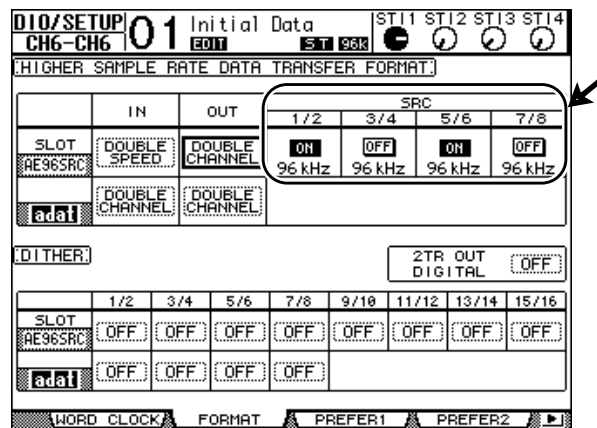 DIO/SETUP 01 Initial Data ST11 ST12 ST13 ST14
CH6-CH6 EDIT ST 96K
HIGHER SAMPLE RATE DATA TRANSFER FORMAT
IN OUT SRC
1/2 3/4 5/6 7/8
SLOT AE96SRC DOUBLE SPEED DOUBLE CHANNEL ON OFF ON OFF
96 kHz 96 kHz 96 kHz 96 kHz
adat DOUBLE CHANNEL DOUBLE CHANNEL
DITHER
2TR OUT DIGITAL OFF
1/2 3/4 5/6 7/8 9/10 11/12 13/14 15/16
SLOT AE96SRC OFF OFF OFF OFF OFF OFF OFF OFF
adat OFF OFF OFF OFF
WORD CLOCK FORMAT PREFER1 PREFER2